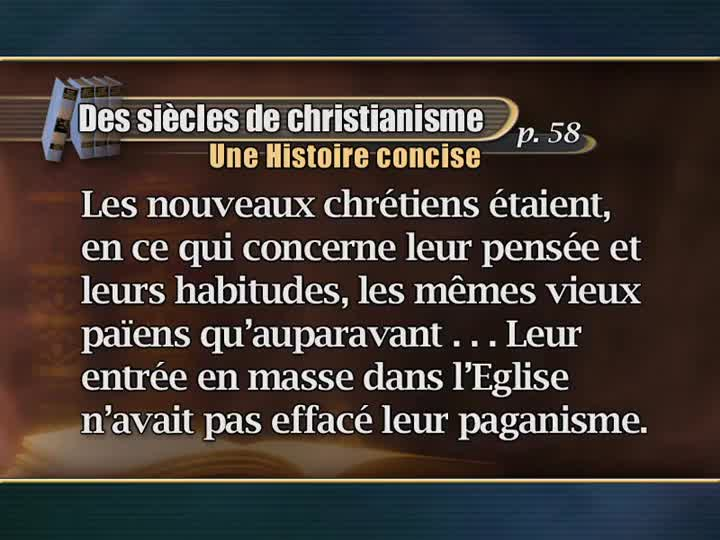 Des siècles de christianisme
p. 58
Une Histoire concise
Les nouveaux chrétiens étaient,
en ce qui concerne leur pensée et
leurs habitudes, les mêmes vieux
païens qu’auparavant . . . Leur
entrée en masse dans l’Eglise
n’avait pas effacé leur paganisme.